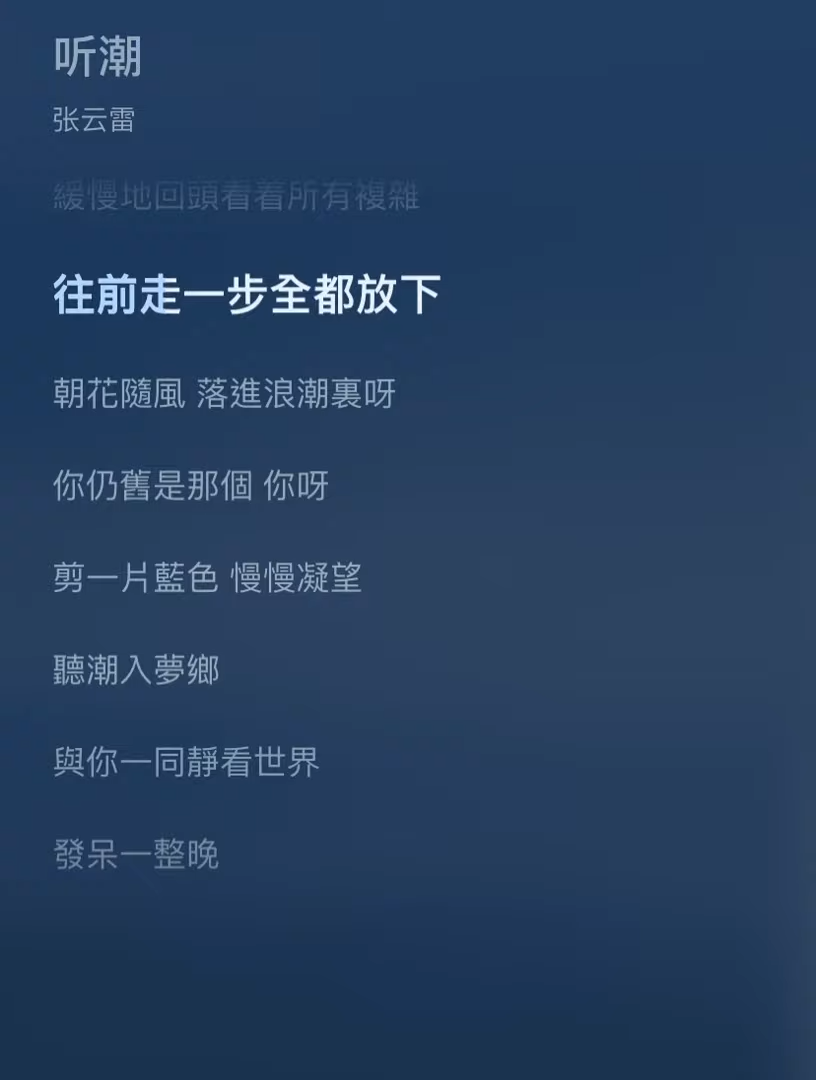 听潮
张云雷
緩慢地回頭看着所有複雜
往前走一步全都放下
朝花隨風 落進浪潮裏呀
你仍舊是那個 你呀
剪一片藍色 慢慢凝望
聽潮入夢鄉
與你一同靜看世界
發呆一整晚